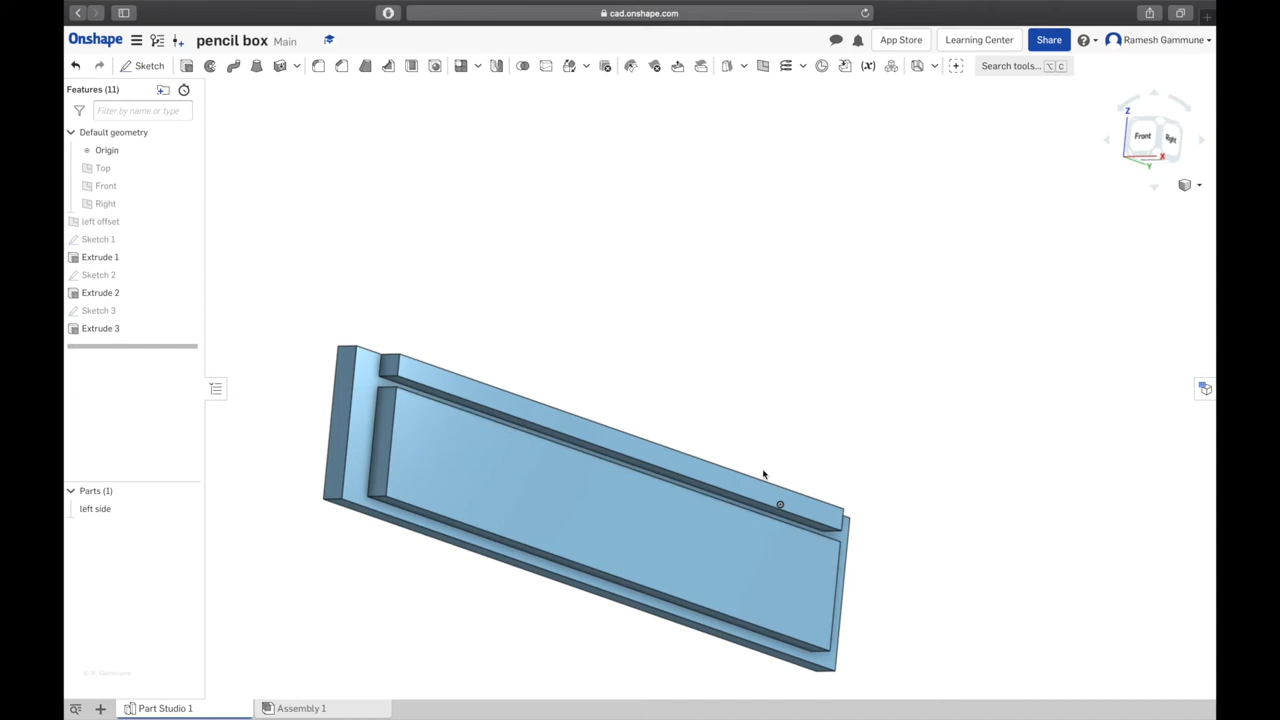 cad.onshape.com
Onshape
pencil box Main
App Store
Learning Center
Share
Ramesh Gammune
Sketch
(x)
Search tools... ⌥ C
Features (11)
Filter by name or type
Default geometry
Origin
Top
Front
Right
left offset
Sketch 1
Extrude 1
Sketch 2
Extrude 2
Sketch 3
Extrude 3
Parts (1)
left side
Z
Front
Right
X
Y
© R. Gammune
Part Studio 1
Assembly 1